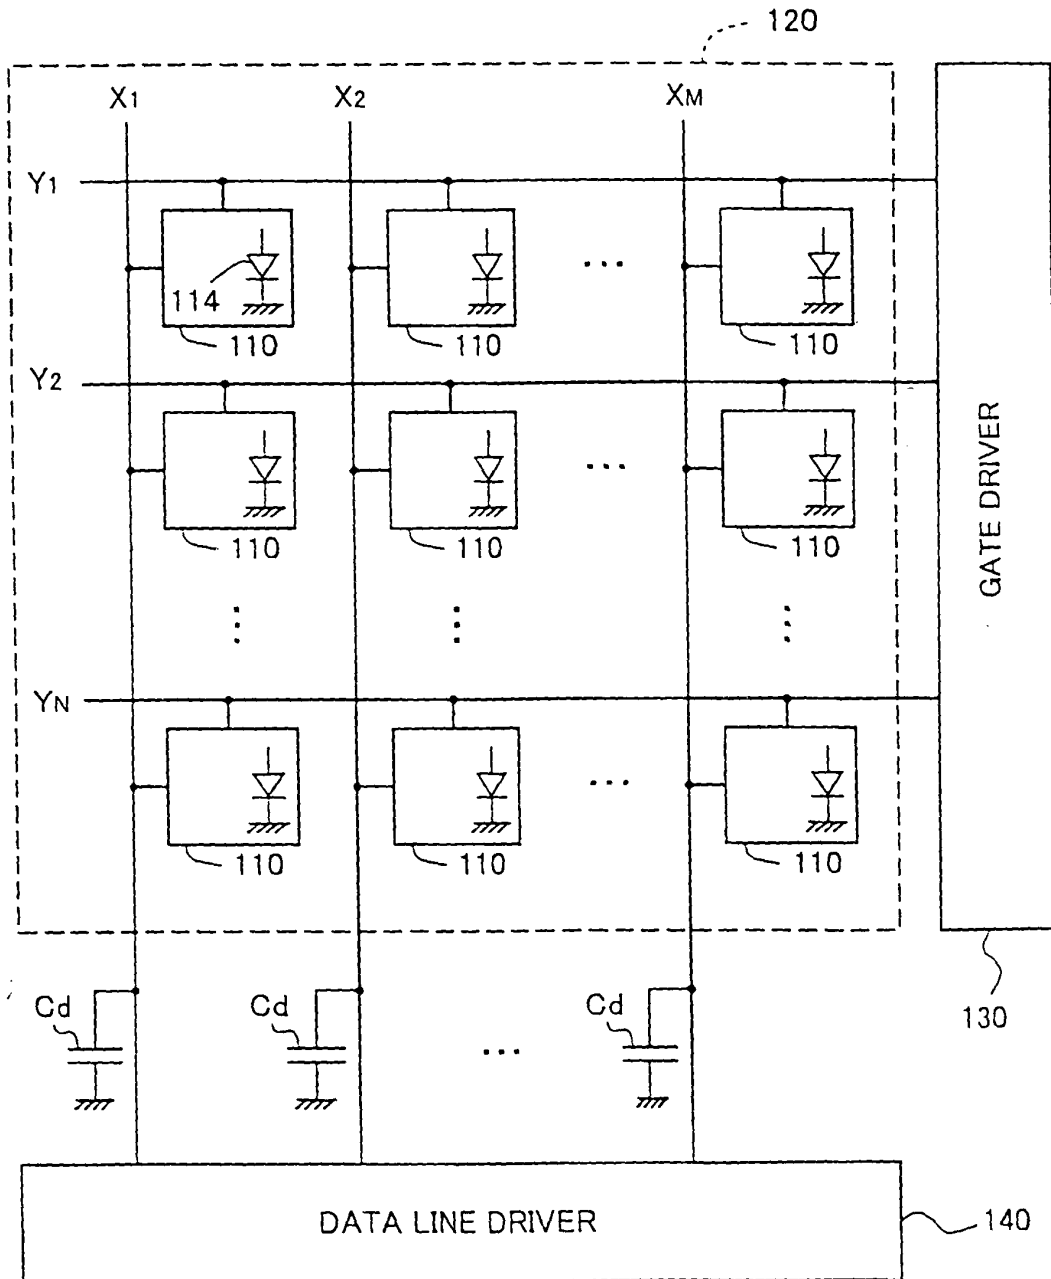 120
X1 X2 XM
Y1
...
114
110 110 110
Y2
...
110 110 110
GATE DRIVER
YN
...
110 110 110
130
Cd Cd ... Cd
DATA LINE DRIVER
140